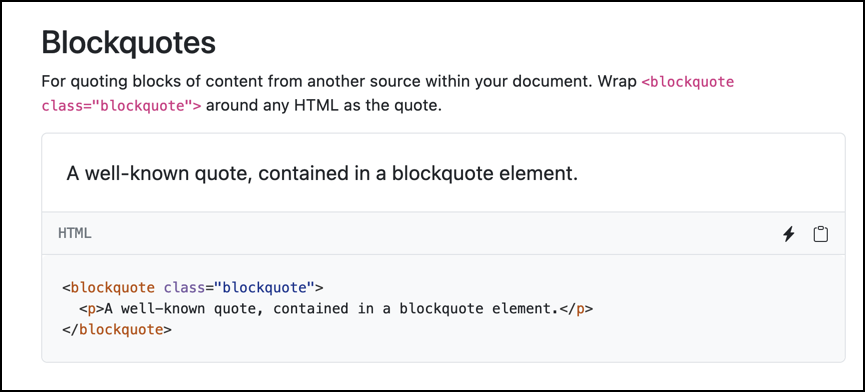 Blockquotes
For quoting blocks of content from another source within your document. Wrap <blockquote
class="blockquote"> around any HTML as the quote.
A well-known quote, contained in a blockquote element.
HTML
<blockquote class="blockquote">
  <p>A well-known quote, contained in a blockquote element.</p>
</blockquote>